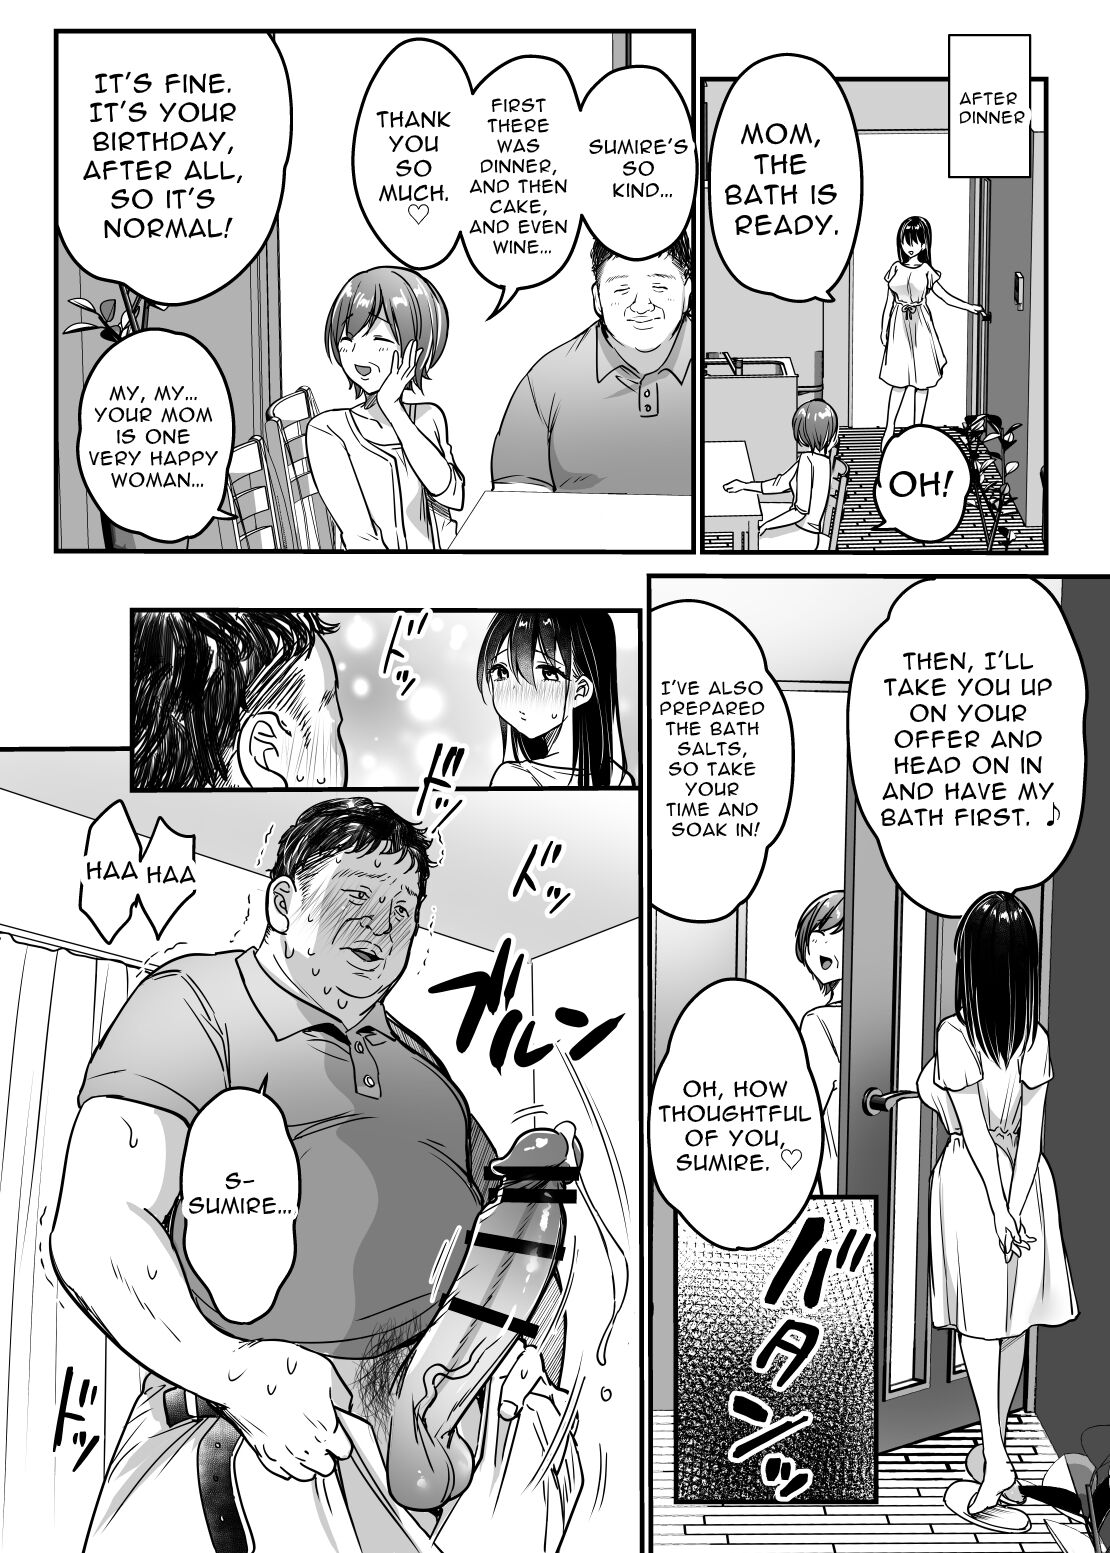 AFTER
DINNER
MOM,
THE
BATH IS
READY.
OH!
SUMIRE'S
SO
KIND...
FIRST
THERE
WAS
DINNER,
AND THEN
CAKE,
AND EVEN
WINE...
THANK
YOU
SO
MUCH.
♡
IT'S FINE.
IT'S YOUR
BIRTHDAY,
AFTER ALL,
SO IT'S
NORMAL!
MY, MY...
YOUR MOM
IS ONE
VERY HAPPY
WOMAN...
THEN, I'LL
TAKE YOU UP
ON YOUR
OFFER AND
HEAD ON IN
AND HAVE MY
BATH FIRST. ♪
I'VE ALSO
PREPARED
THE BATH
SALTS,
SO TAKE
YOUR
TIME AND
SOAK IN!
OH, HOW
THOUGHTFUL
OF YOU,
SUMIRE. ♡
バタンッ
ドッ
ドッ
ドッ
HAA
HAA
ブルン
S-
SUMIRE...
ドッ